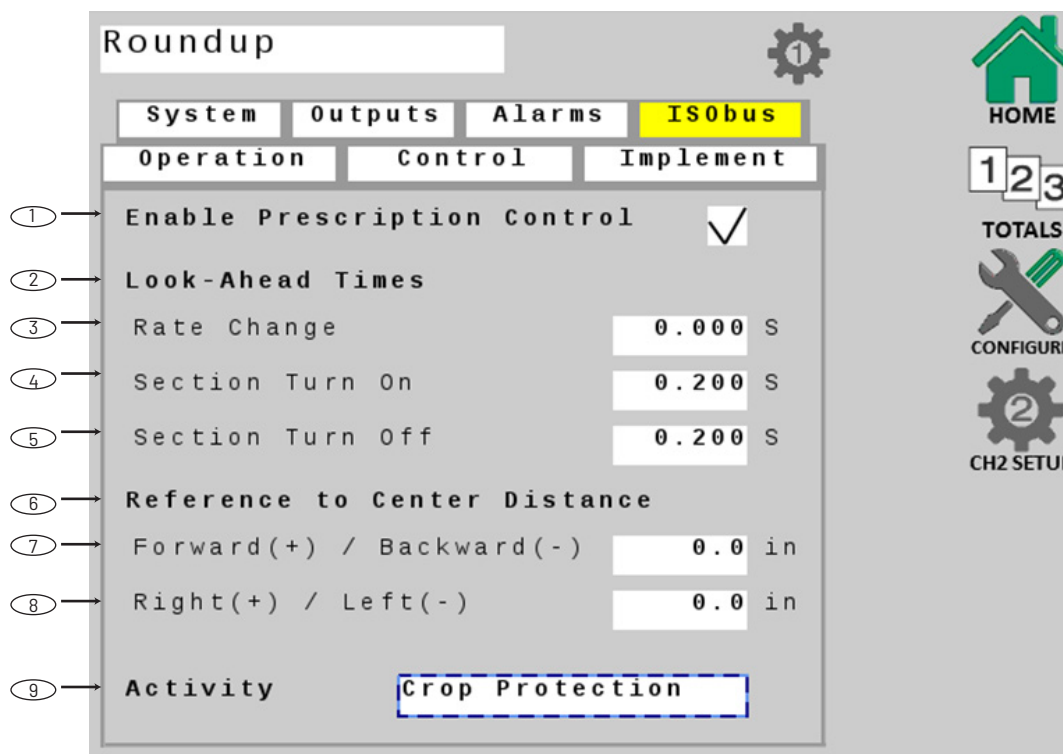 Roundup
1
System Outputs Alarms ISObus
Operation Control Implement
1 Enable Prescription Control
2 Look-Ahead Times
3 Rate Change 0.000 S
4 Section Turn On 0.200 S
5 Section Turn Off 0.200 S
6 Reference to Center Distance
7 Forward(+) / Backward(-) 0.0 in
8 Right(+) / Left(-) 0.0 in
9 Activity Crop Protection
HOME
1 2 3
TOTALS
CONFIGUR
2
CH2 SETU